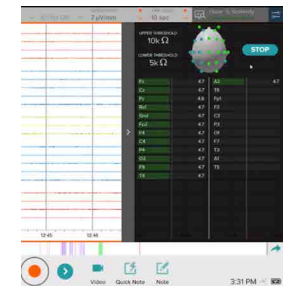 7 µV/mm
10 sec
UPPER THRESHOLD
10k Ω
LOWER THRESHOLD
5k Ω
STOP
Fz 4.7 A2 4.7
Cz 4.7 T6
Pz 4.8 Fp1
4.7 F3
Gnd 4.7 C3
4.7 P3
F4 4.7 O1
C4 4.7 F7
P4 4.7 T3
O2 4.7 A1
F8 4.7 T5
T4 4.7
12:45
12:46
Video
Quick Note
Note
3:31 PM